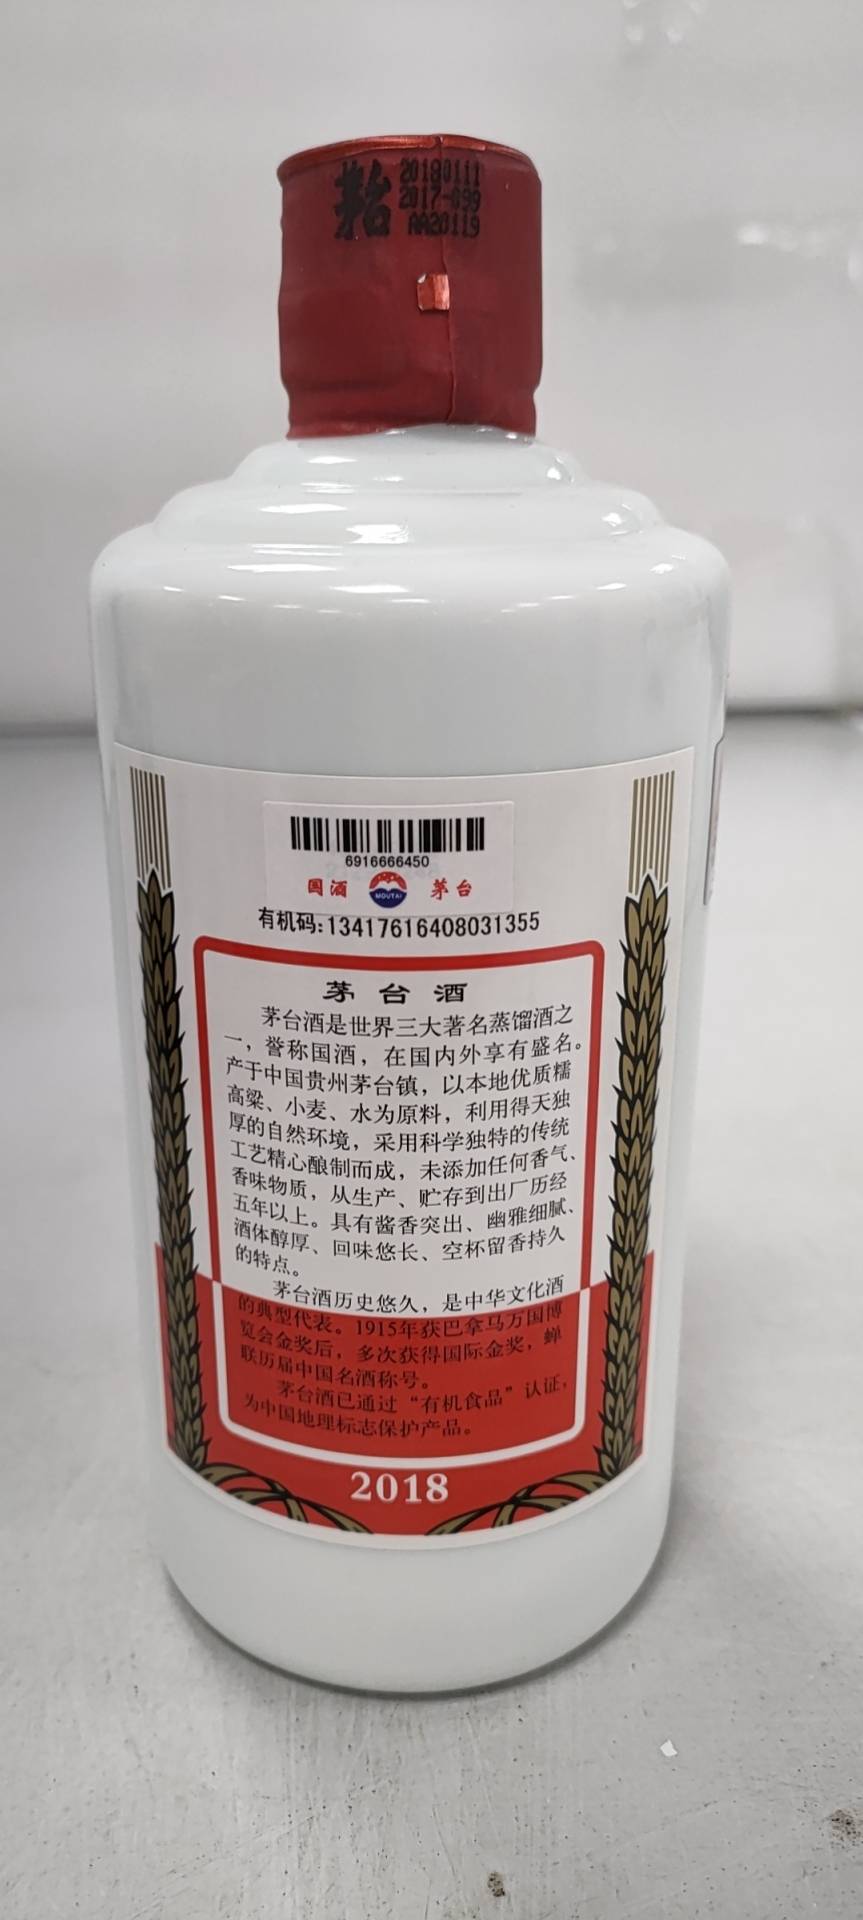 茅台
20180111
2017-099
AA20119
6916666450
国酒 MOUTAI 茅台
有机码:13417616408031355
茅台酒
茅台酒是世界三大著名蒸馏酒之
一，誉称国酒，在国内外享有盛名。
产于中国贵州茅台镇，以本地优质糯
高粱、小麦、水为原料，利用得天独
厚的自然环境，采用科学独特的传统
工艺精心酿制而成，未添加任何香气、
香味物质，从生产、贮存到出厂历经
五年以上。具有酱香突出、幽雅细腻、
酒体醇厚、回味悠长、空杯留香持久
的特点。
茅台酒历史悠久，是中华文化酒
的典型代表。1915年获巴拿马万国博
览会金奖后，多次获得国际金奖，蝉
联历届中国名酒称号。
茅台酒已通过“有机食品”认证，
为中国地理标志保护产品。
2018